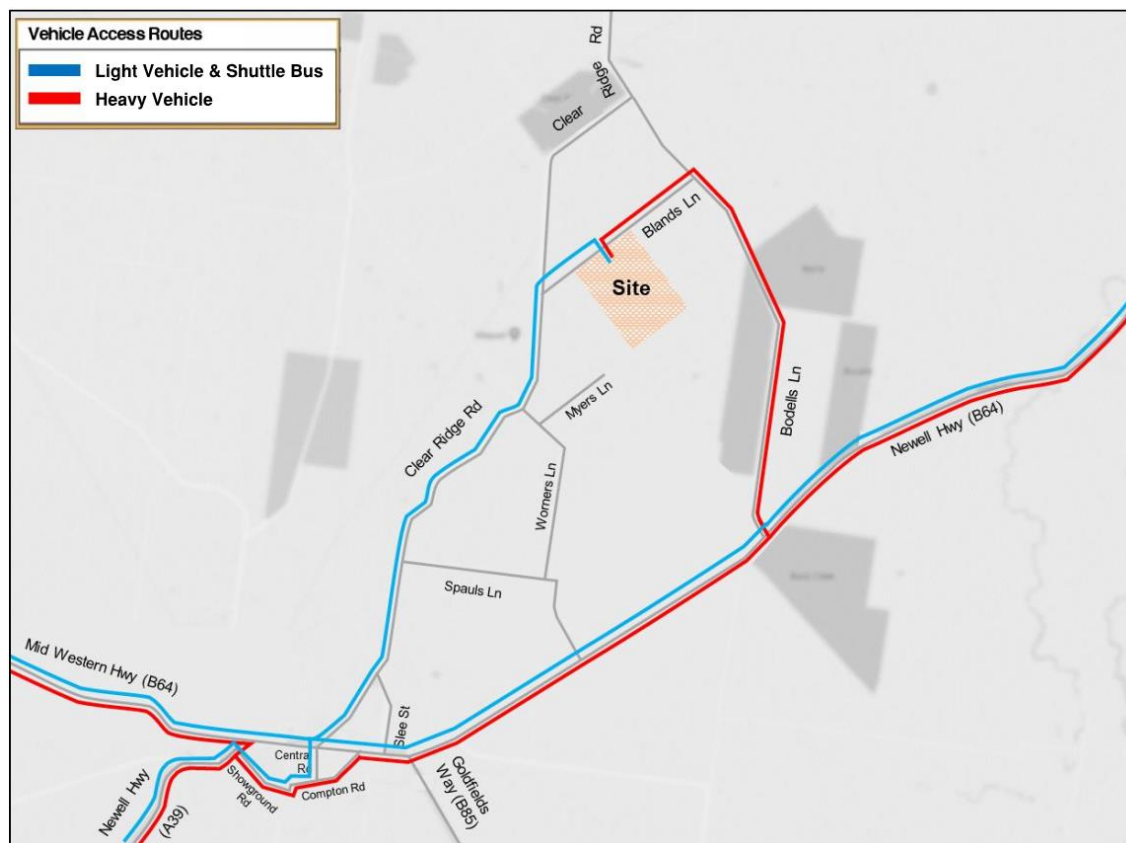 Vehicle Access Routes
Light Vehicle & Shuttle Bus
Heavy Vehicle
Clear Ridge Rd
Blands Ln
Site
Bodells Ln
Newell Hwy (B64)
Myers Ln
Clear Ridge Rd
Worners Ln
Spauls Ln
Mid Western Hwy (B64)
Slee St
Central
Rd
Compton Rd
Showground
Rd
Goldfields
Way (B85)
Newell Hwy
(A39)